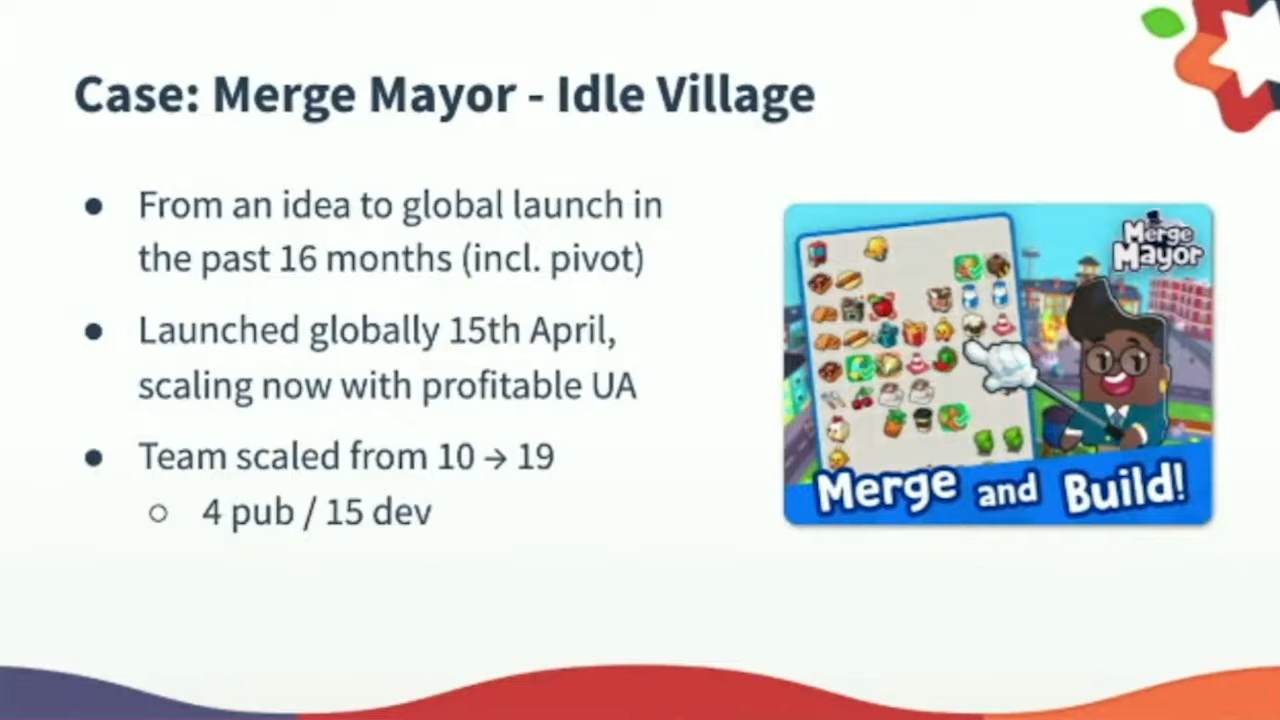 Case: Merge Mayor - Idle Village
● From an idea to global launch in
the past 16 months (incl. pivot)
● Launched globally 15th April,
scaling now with profitable UA
● Team scaled from 10 → 19
○ 4 pub / 15 dev
Merge
Mayor
Merge and Build!